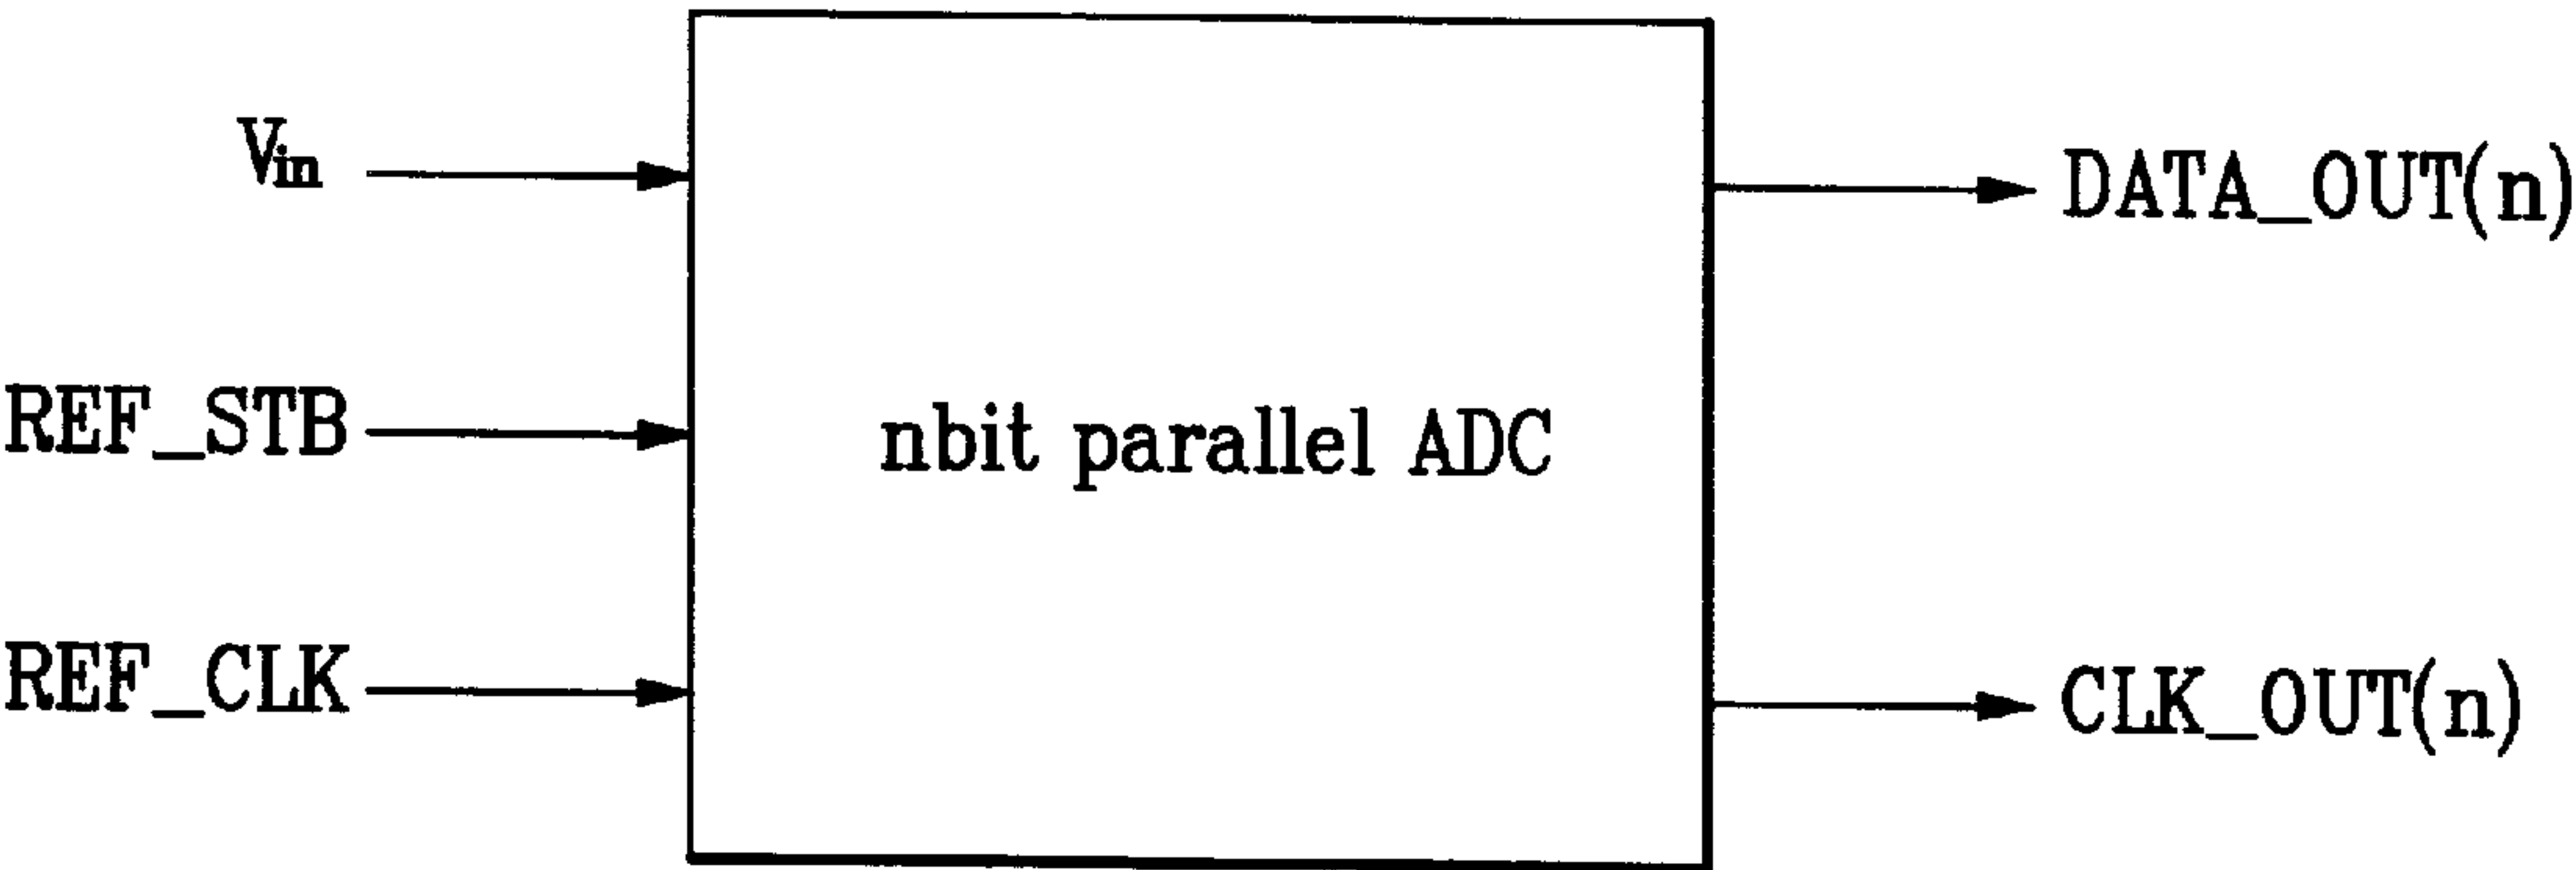 Vin
DATA_OUT(n)
REF_STB
nbit parallel ADC
REF_CLK
CLK_OUT(n)